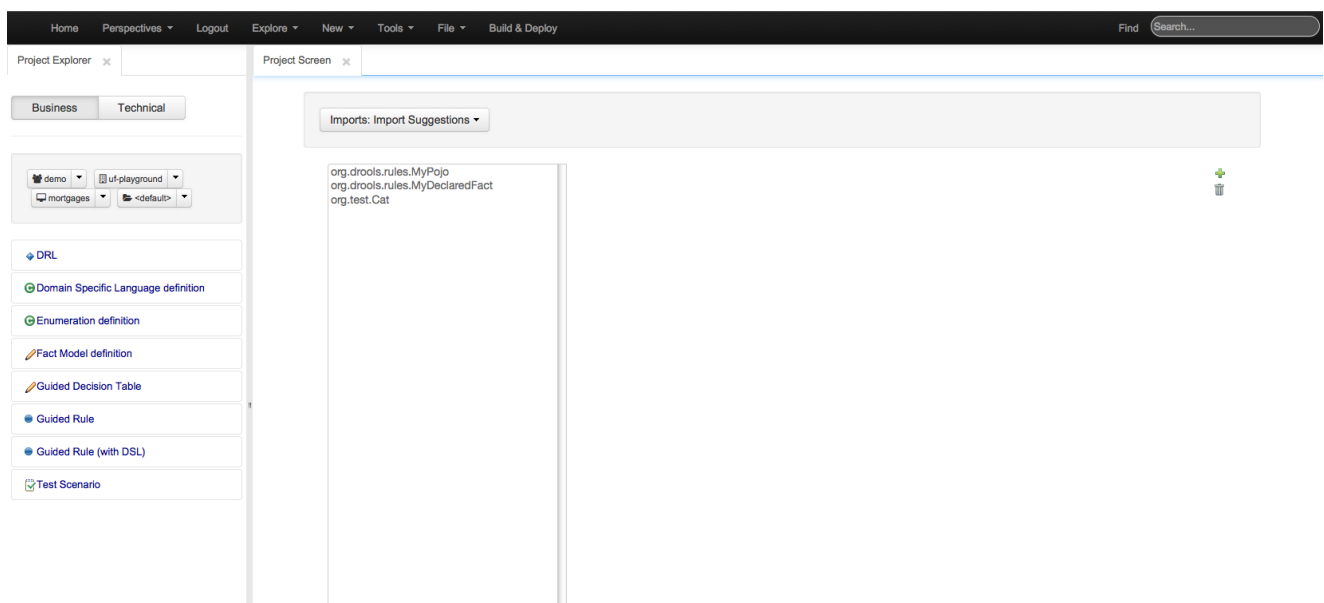 Home Perspectives Logout Explore New Tools File Build & Deploy Find Search...
Project Explorer
Project Screen
Business Technical
Imports: Import Suggestions
demo uf-playground
mortgages <default>
org.drools.rules.MyPojo
org.drools.rules.MyDeclaredFact
org.test.Cat
DRL
Domain Specific Language definition
Enumeration definition
Fact Model definition
Guided Decision Table
Guided Rule
Guided Rule (with DSL)
Test Scenario